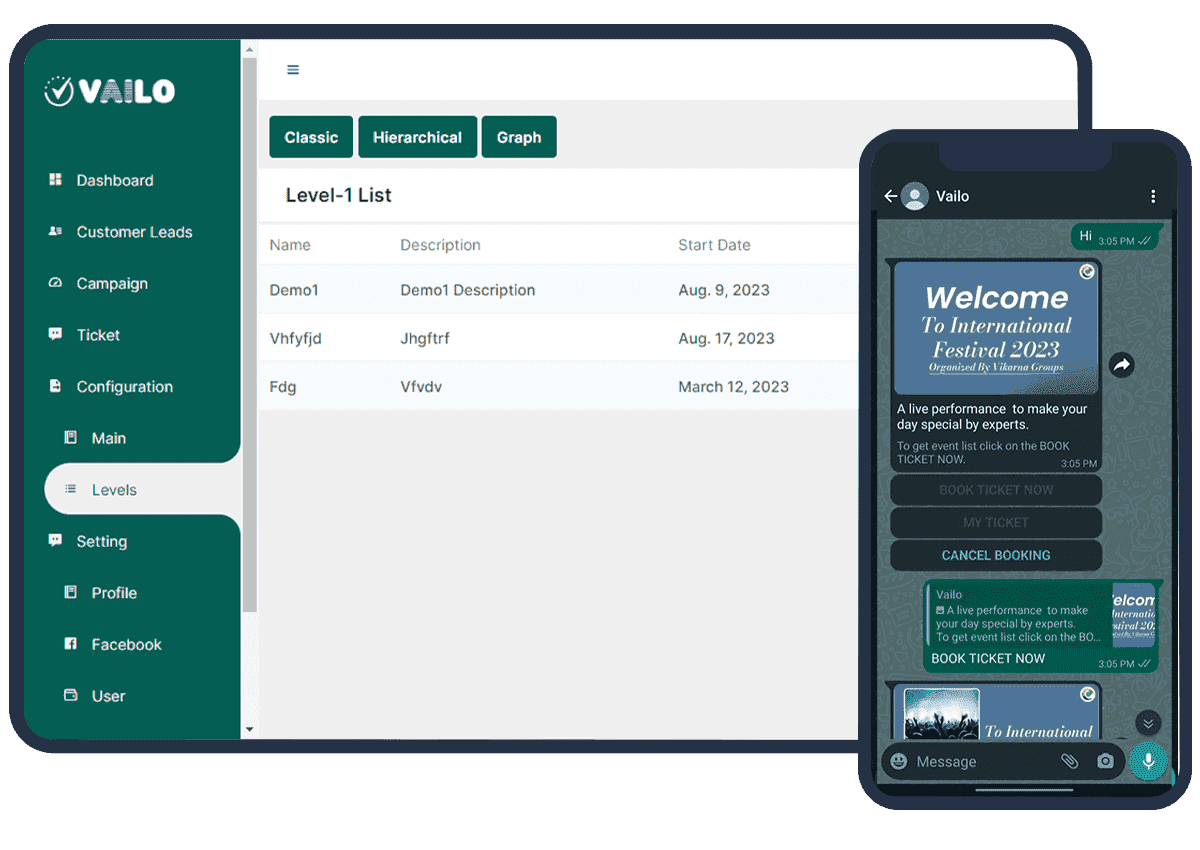 VAILO
Dashboard
Customer Leads
Campaign
Ticket
Configuration
Main
Levels
Setting
Profile
Facebook
User
Classic Hierarchical Graph
Level-1 List
Name Description Start Date
Demo1 Demo1 Description Aug. 9, 2023
Vhfyfjd Jhgftrf Aug. 17, 2023
Fdg Vfvdv March 12, 2023
Vailo
Hi 3:05 PM
Welcome
To International
Festival 2023
Organized By Vikarna Groups
A live performance to make your
day special by experts.
To get event list click on the BOOK
TICKET NOW.
3:05 PM
BOOK TICKET NOW
MY TICKET
CANCEL BOOKING
Vailo
A live performance to make
your day special by experts.
To get event list click on the BO...
elcom
nternatio
stival 20
BOOK TICKET NOW
3:05 PM
To International
Message